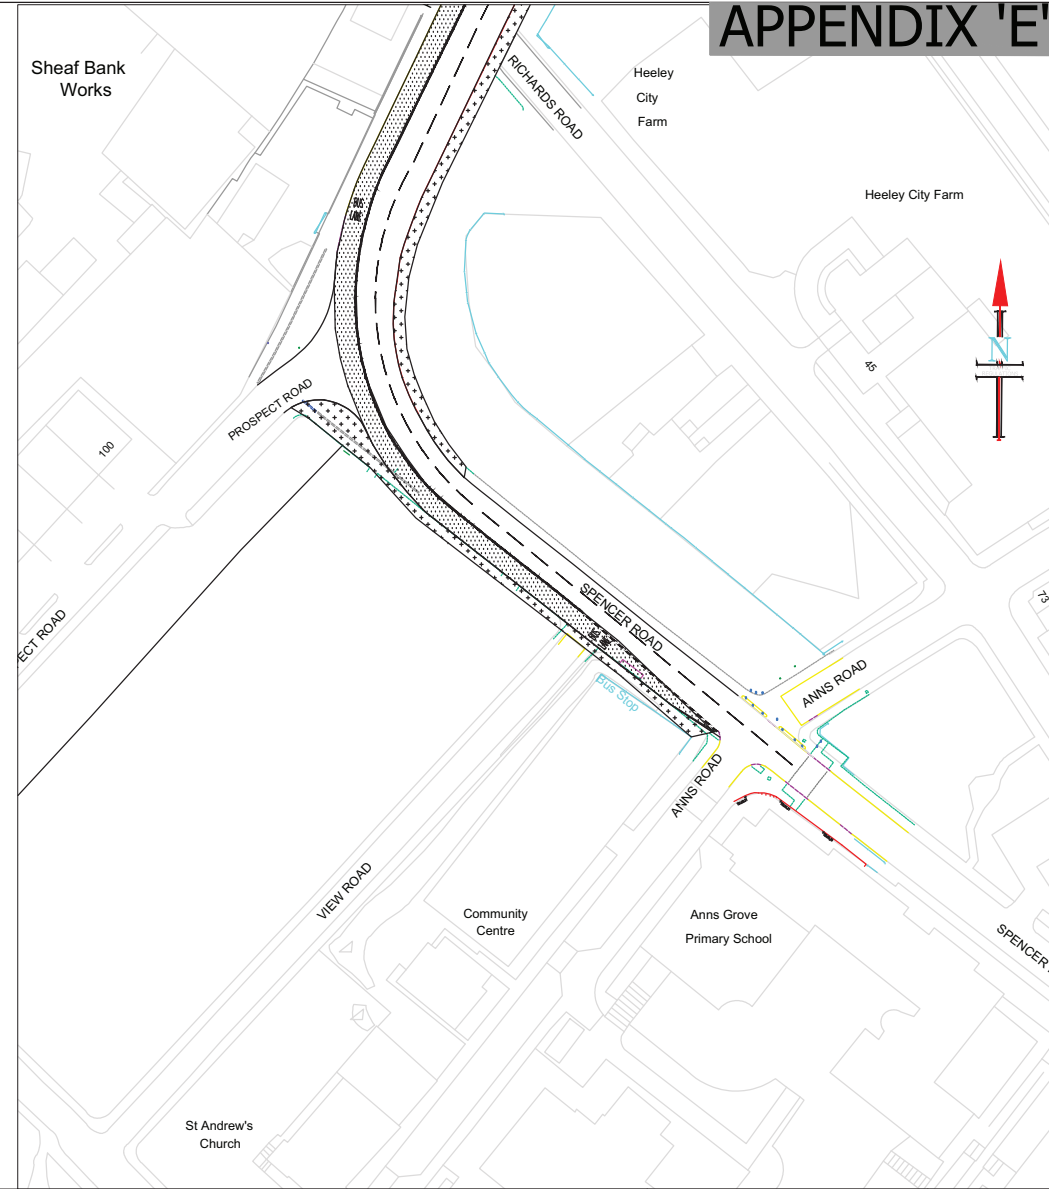 APPENDIX 'E'
Sheaf Bank
Works
RICHARDS ROAD
Heeley
City
Farm
Heeley City Farm
BUS
LANE
N
45
PROSPECT ROAD
100
73
SPENCER ROAD
ECT ROAD
Bus Stop
ANNS ROAD
ANNS ROAD
VIEW ROAD
Community
Centre
Anns Grove
Primary School
SPENCER
St Andrew's
Church